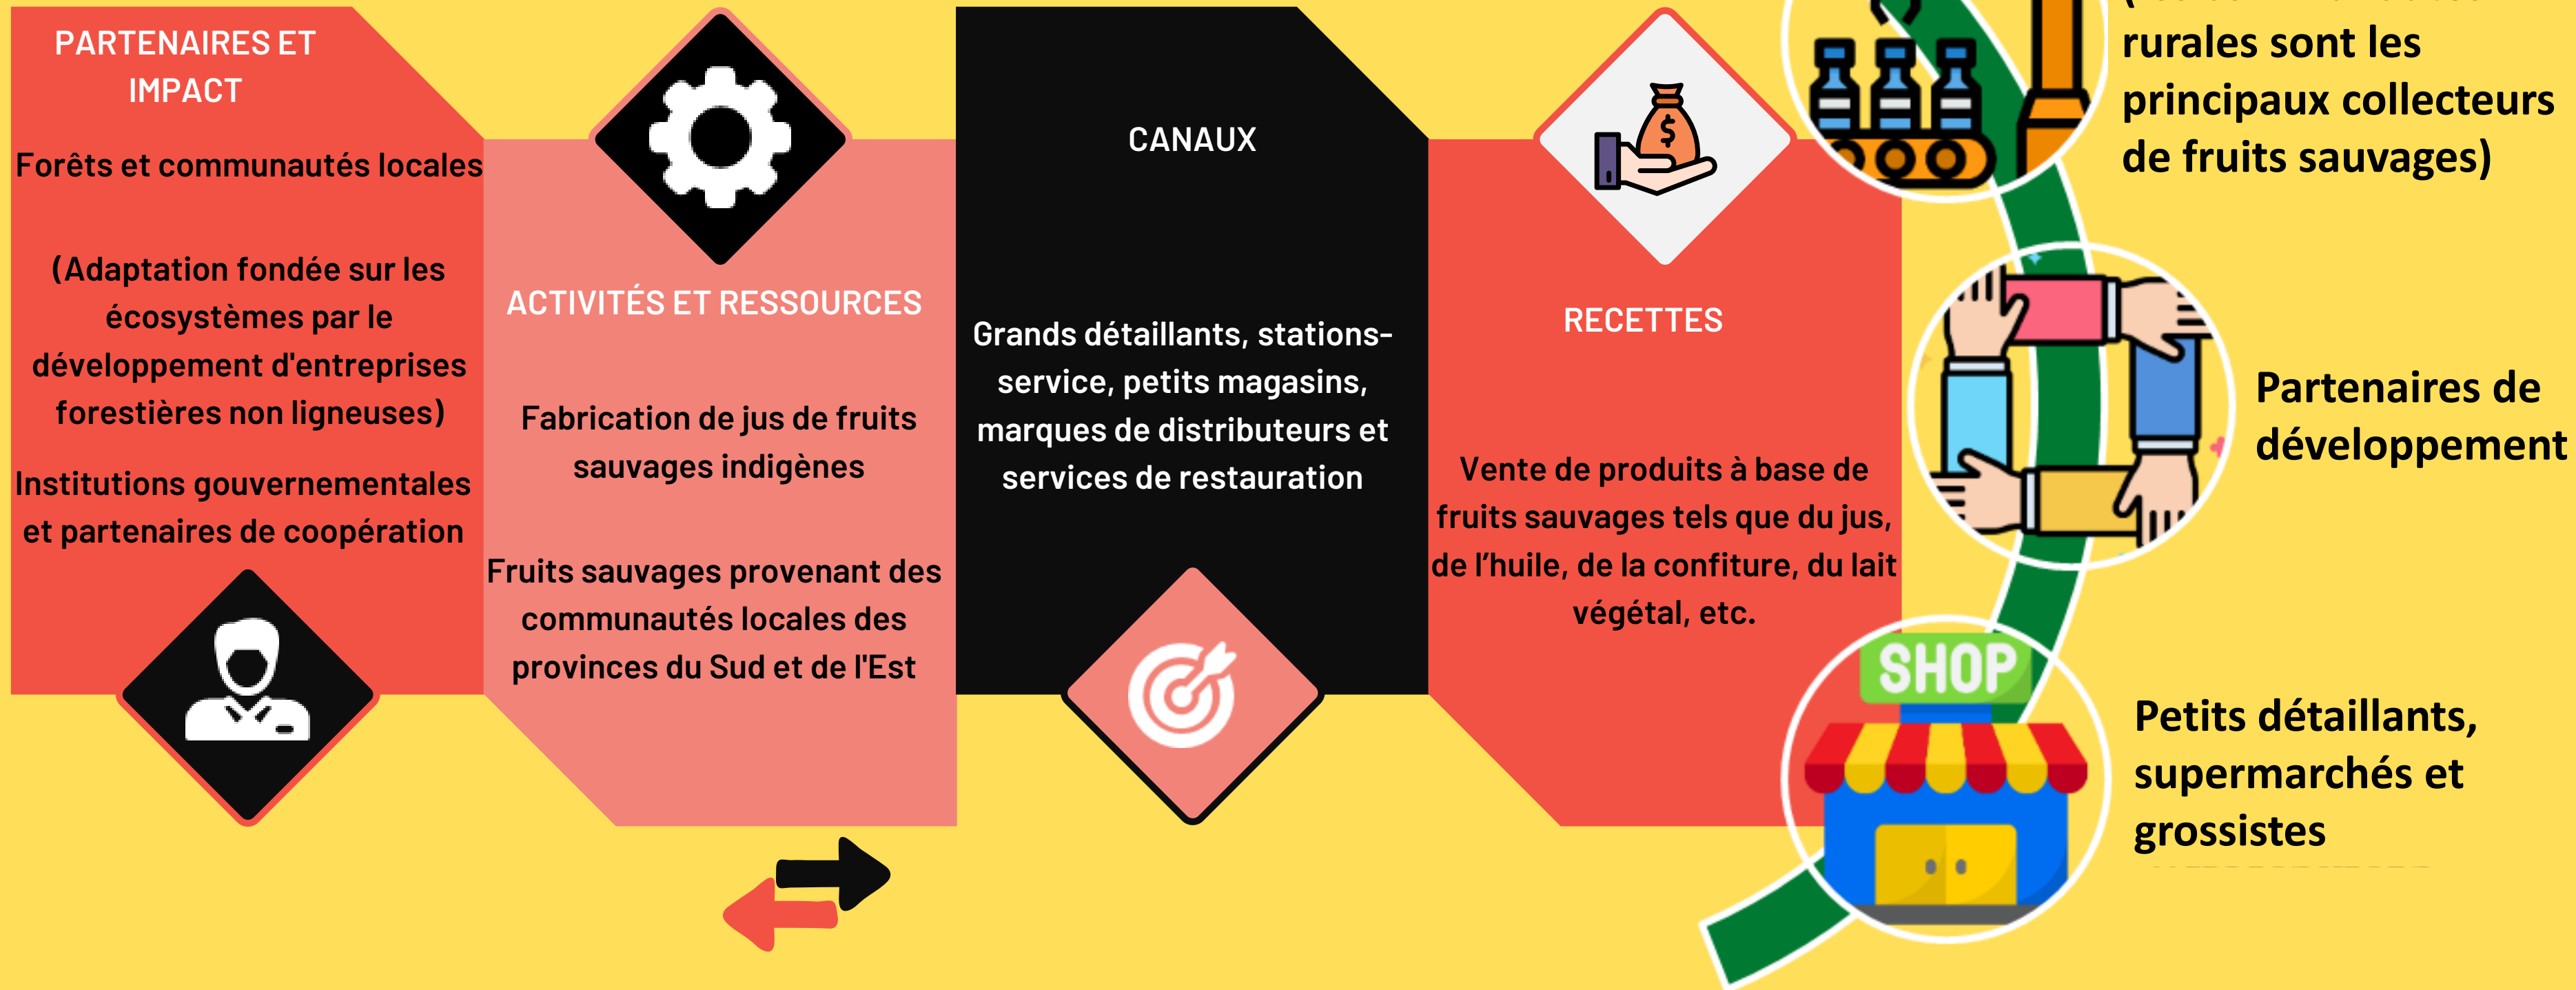 PARTENAIRES ET
IMPACT
Forêts et communautés locales
(Adaptation fondée sur les
écosystèmes par le
développement d'entreprises
forestières non ligneuses)
Institutions gouvernementales
et partenaires de coopération
ACTIVITÉS ET RESSOURCES
Fabrication de jus de fruits
sauvages indigènes
Fruits sauvages provenant des
communautés locales des
provinces du Sud et de l'Est
CANAUX
Grands détaillants, stations-
service, petits magasins,
marques de distributeurs et
services de restauration
RECETTES
Vente de produits à base de
fruits sauvages tels que du jus,
de l’huile, de la confiture, du lait
végétal, etc.
rurales sont les
principaux collecteurs
de fruits sauvages)
Partenaires de
développement
SHOP
Petits détaillants,
supermarchés et
grossistes